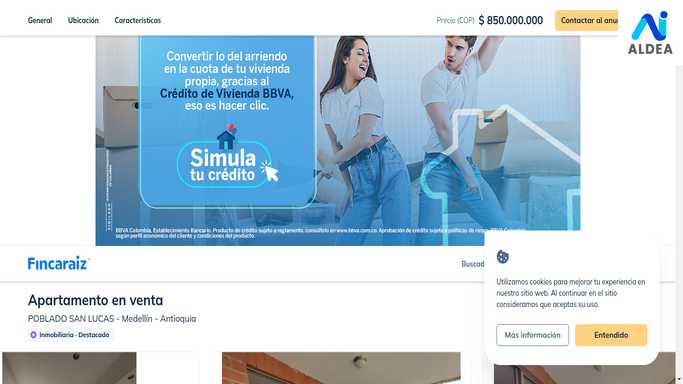 General Ubicación Características Precio (COP) $ 850.000.000 Contactar al anu
ALDEA
Convertir lo del arriendo
en la cuota de tu vivienda
propia, gracias al
Crédito de Vivienda BBVA,
eso es hacer clic.
Simula
tu crédito
BBVA Colombia. Establecimiento Bancario. Producto de crédito sujeto a reglamento, consúltelo en www.bbva.com.co. Aprobación de crédito sujeta a políticas de riesgo BBVA Colombia
según perfil económico del cliente y condiciones del producto.
Fincaraiz
Buscad
Apartamento en venta
POBLADO SAN LUCAS - Medellín - Antioquia
Inmobiliaria - Destacado
Utilizamos cookies para mejorar tu experiencia en
nuestro sitio web. Al continuar en el sitio
consideramos que aceptas su uso.
Más información Entendido